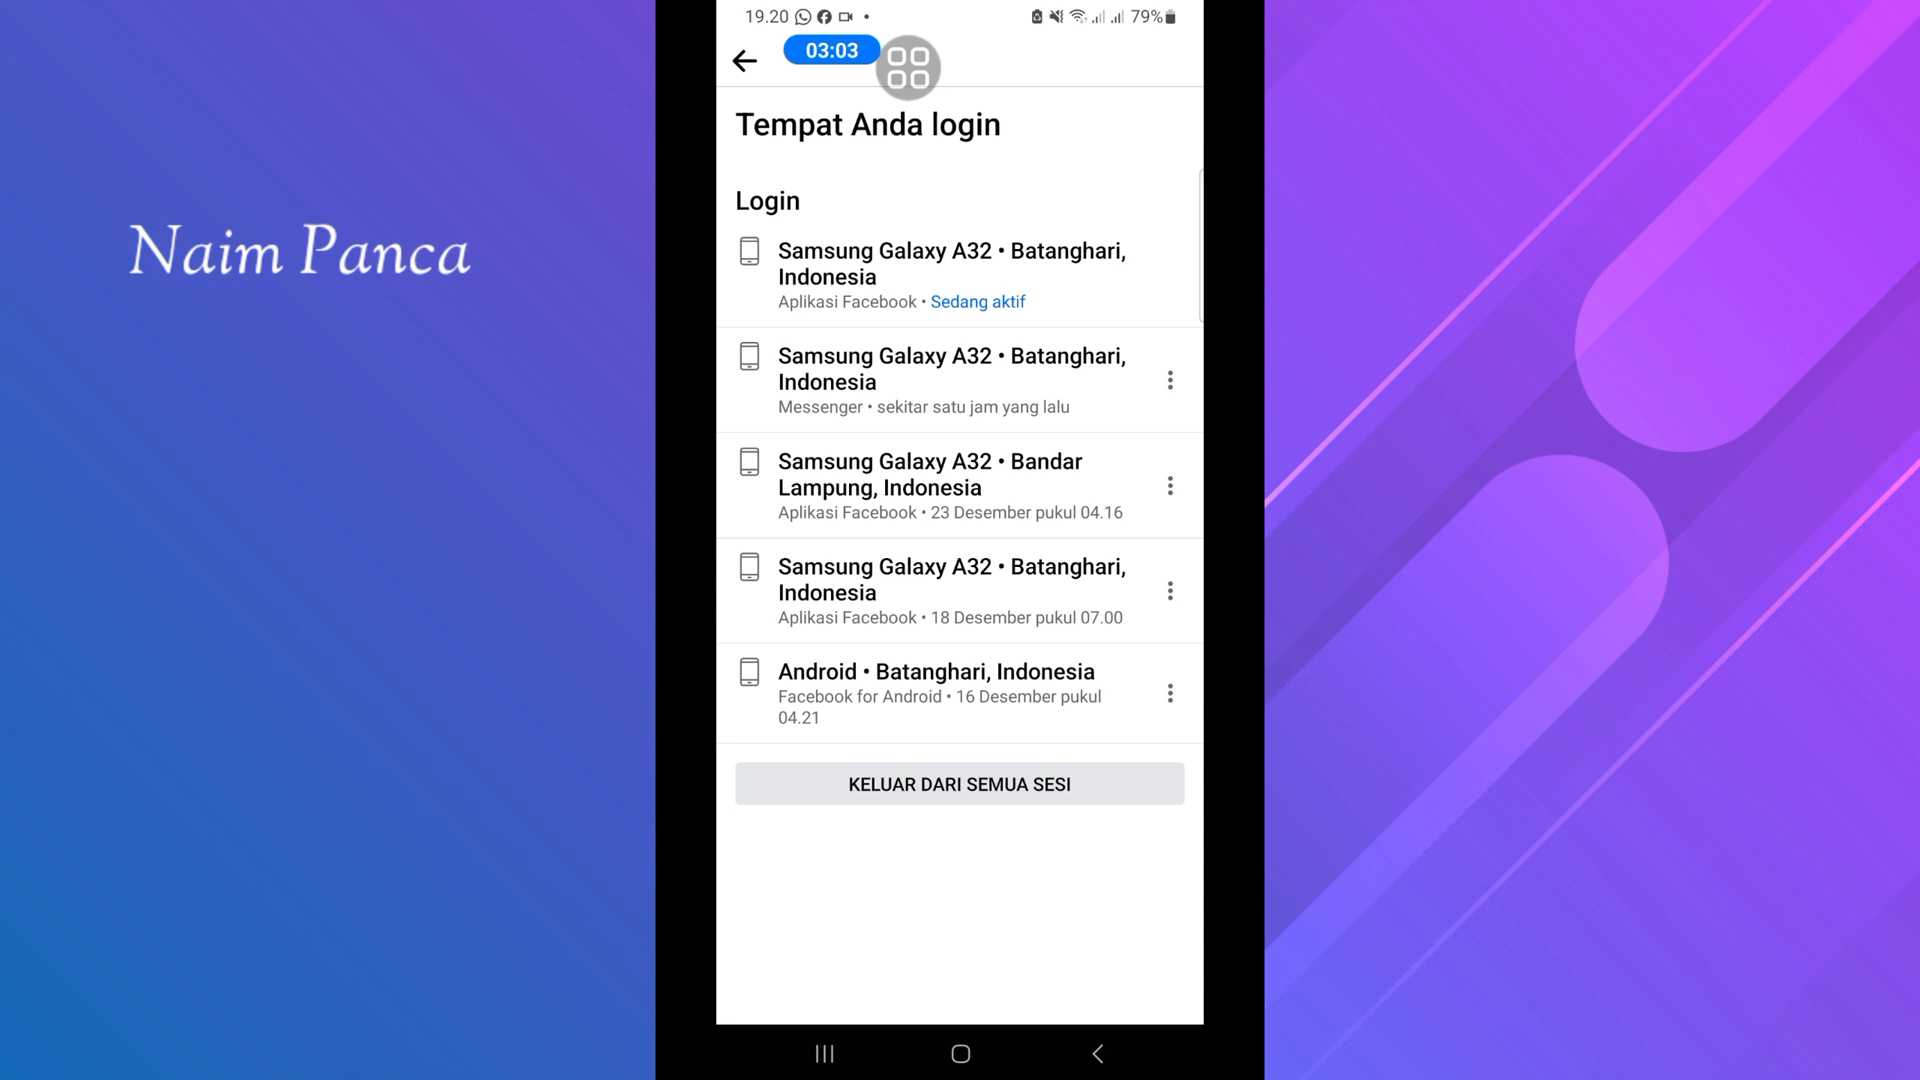 Naim Panca
19.20
79%
03:03
Tempat Anda login
Login
Samsung Galaxy A32 • Batanghari,
Indonesia
Aplikasi Facebook • Sedang aktif
Samsung Galaxy A32 • Batanghari,
Indonesia
Messenger • sekitar satu jam yang lalu
Samsung Galaxy A32 • Bandar
Lampung, Indonesia
Aplikasi Facebook • 23 Desember pukul 04.16
Samsung Galaxy A32 • Batanghari,
Indonesia
Aplikasi Facebook • 18 Desember pukul 07.00
Android • Batanghari, Indonesia
Facebook for Android • 16 Desember pukul
04.21
KELUAR DARI SEMUA SESI